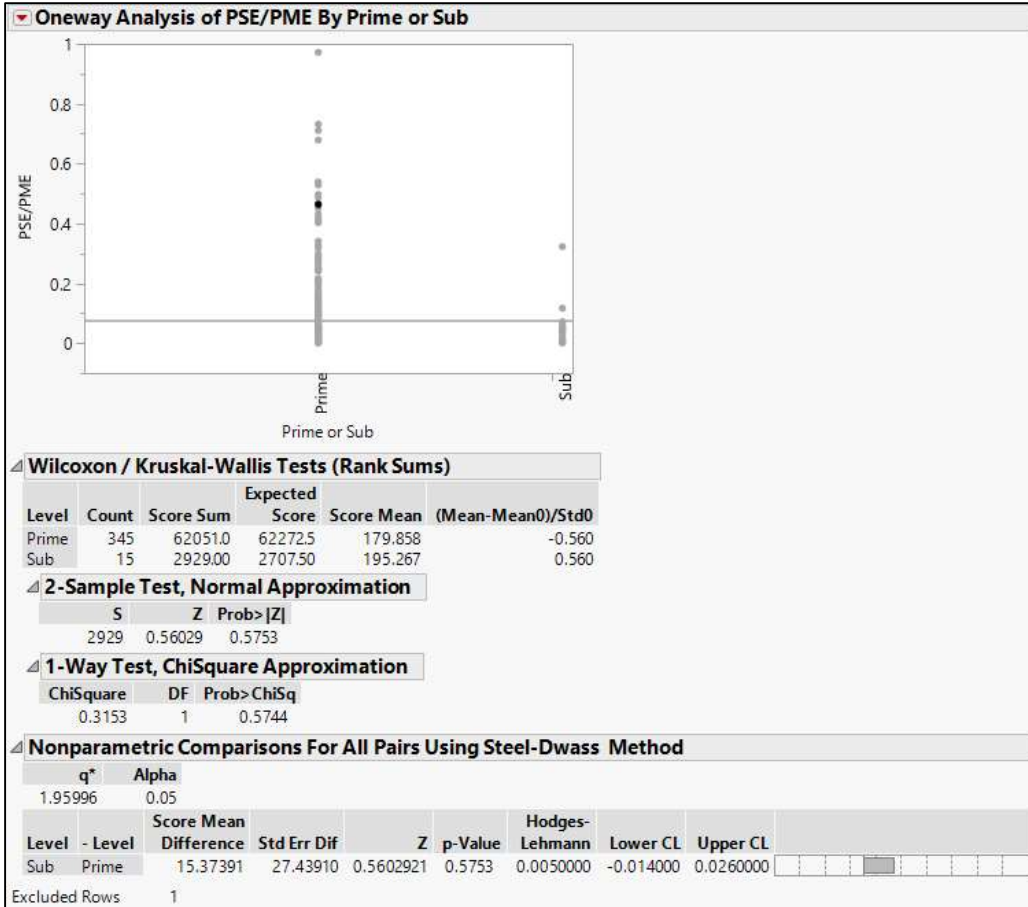 Oneway Analysis of PSE/PME By Prime or Sub
1
0.8
0.6
0.4
0.2
0
PSE/PME
Prime
Sub
Prime or Sub
Wilcoxon / Kruskal-Wallis Tests (Rank Sums)
Expected
Level Count Score Sum Score Score Mean (Mean-Mean0)/Std0
Prime 345 62051.0 62272.5 179.858 -0.560
Sub 15 2929.00 2707.50 195.267 0.560
2-Sample Test, Normal Approximation
S Z Prob>|Z|
2929 0.56029 0.5753
1-Way Test, ChiSquare Approximation
ChiSquare DF Prob>ChiSq
0.3153 1 0.5744
Nonparametric Comparisons For All Pairs Using Steel-Dwass Method
q* Alpha
1.95996 0.05
Score Mean Hodges-
Level - Level Difference Std Err Dif Z p-Value Lehmann Lower CL Upper CL
Sub Prime 15.37391 27.43910 0.5602921 0.5753 0.0050000 -0.014000 0.0260000
Excluded Rows 1